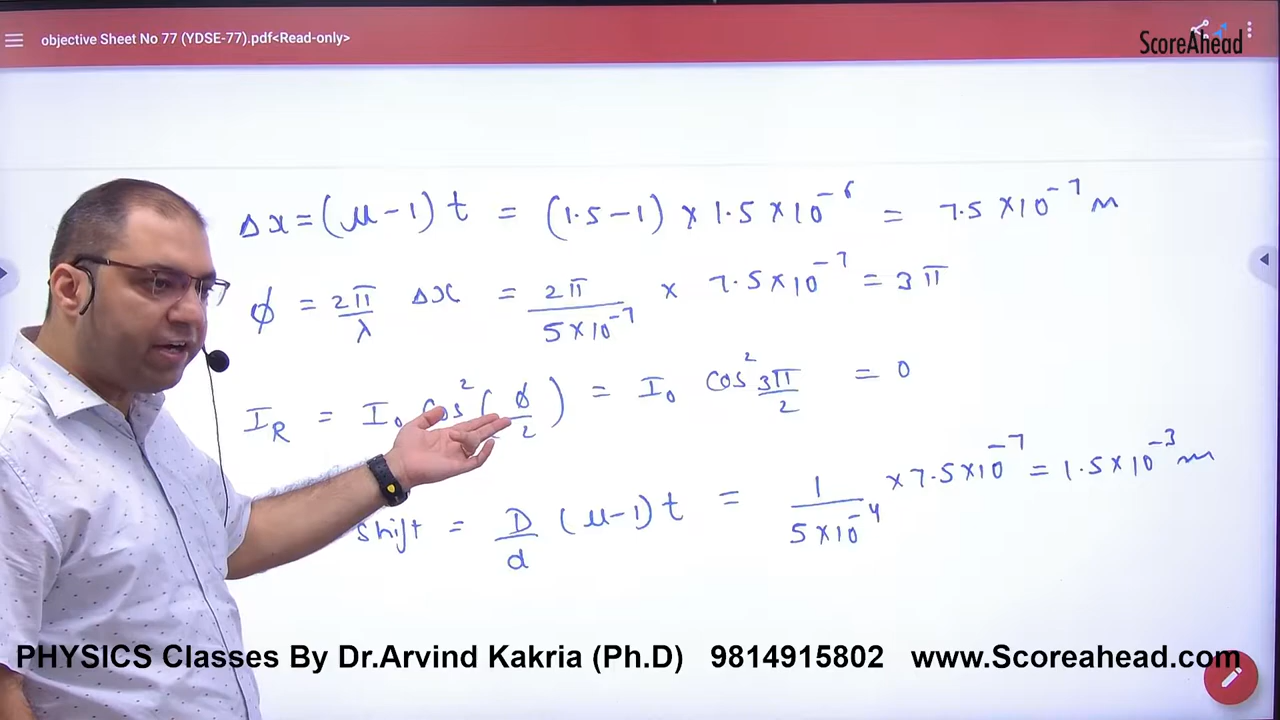 objective Sheet No 77 (YDSE-77).pdf<Read-only>
ScoreAhead
Δx = (μ - 1) t = (1.5 - 1) × 1.5 × 10⁻⁶ = 7.5 × 10⁻⁷ m
ϕ = 2π/λ Δx = 2π/5×10⁻⁷ × 7.5 × 10⁻⁷ = 3π
I_R = I₀ Cos² (ϕ/2) = I₀ Cos² 3π/2 = 0
Shift = D/d (μ-1) t = 1/5×10⁻⁴ × 7.5 × 10⁻⁷ = 1.5 × 10⁻³ m
PHYSICS Classes By Dr.Arvind Kakria (Ph.D) 9814915802 www.Scoreahead.com